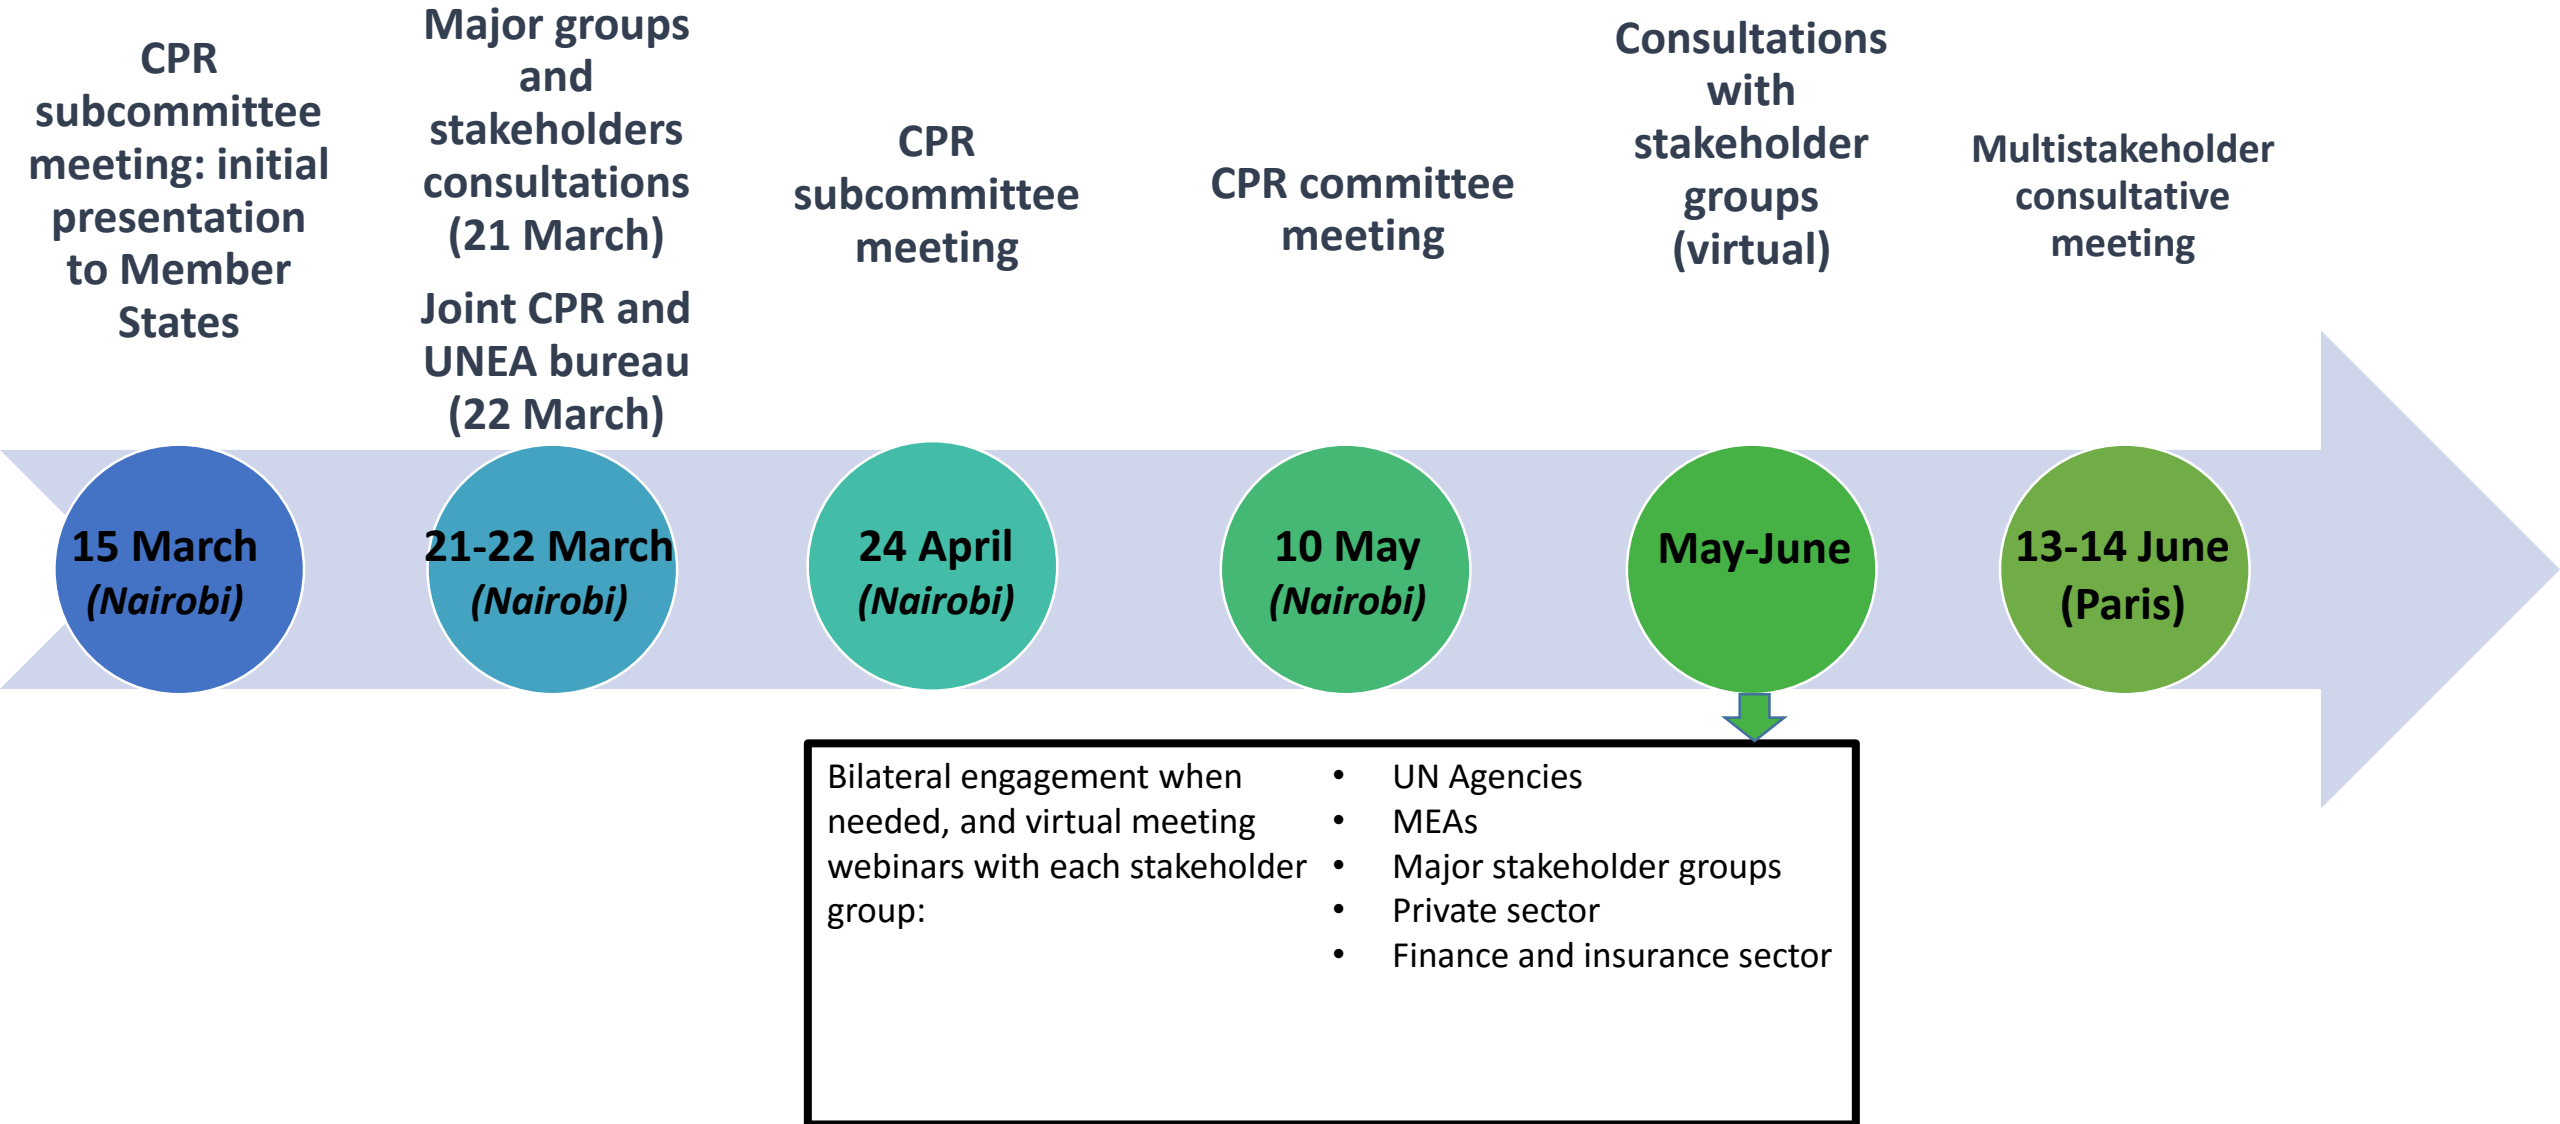 CPR
subcommittee
meeting: initial
presentation
to Member
States
Major groups
and
stakeholders
consultations
(21 March)
Joint CPR and
UNEA bureau
(22 March)
CPR
subcommittee
meeting
CPR committee
meeting
Consultations
with
stakeholder
groups
(virtual)
Multistakeholder
consultative
meeting
15 March
(Nairobi)
21-22 March
(Nairobi)
24 April
(Nairobi)
10 May
(Nairobi)
May-June
13-14 June
(Paris)
Bilateral engagement when
needed, and virtual meeting
webinars with each stakeholder
group:
• UN Agencies
• MEAs
• Major stakeholder groups
• Private sector
• Finance and insurance sector